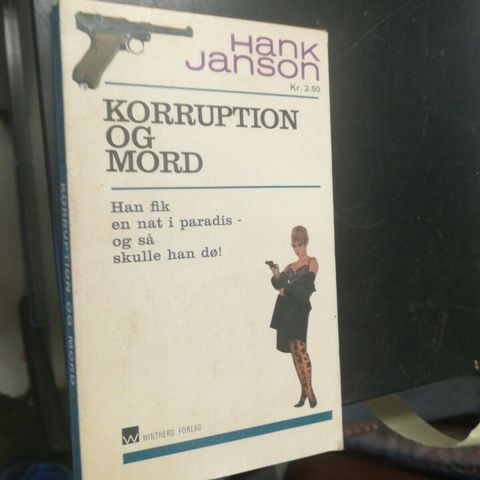 Hank
Janson
Kr. 2.50
KORRUPTION
OG
MORD
Han fik
en nat i paradis -
og så
skulle han dø!
W WINTHERS FORLAG
KORRUPTION OG MORD